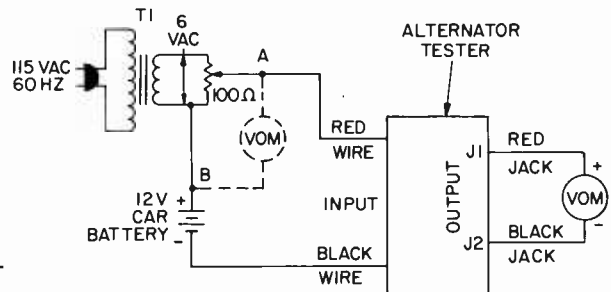 T1
6
VAC
115 VAC
60 HZ
100Ω
A
VOM
B
12V
CAR
BATTERY
+
-
ALTERNATOR
TESTER
RED
WIRE
INPUT
BLACK
WIRE
OUTPUT
J1
J2
RED
JACK
BLACK
JACK
+
VOM
-